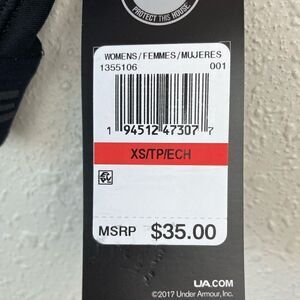 PROTECT THIS HOUSE
WOMENS/FEMMES/MUJERES
1355106 001
1 94512 47307 7
XS/TP/ECH
MSRP $35.00
UA.COM
©2017 Under Armour, Inc.